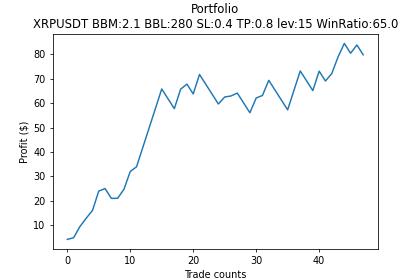 Portfolio
XRPUSDT BBM:2.1 BBL:280 SL:0.4 TP:0.8 lev:15 WinRatio:65.0
80
70
60
50
40
30
20
10
Profit ($)
0 10 20 30 40
Trade counts